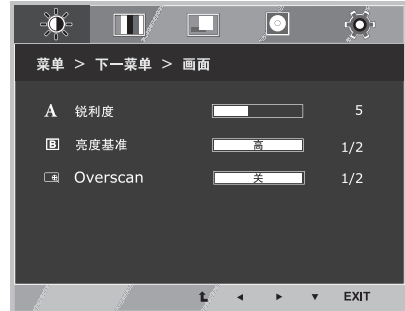 菜单 > 下一菜单 > 画面
A 锐利度 5
B 亮度基准 高 1/2
Overscan 关 1/2
EXIT